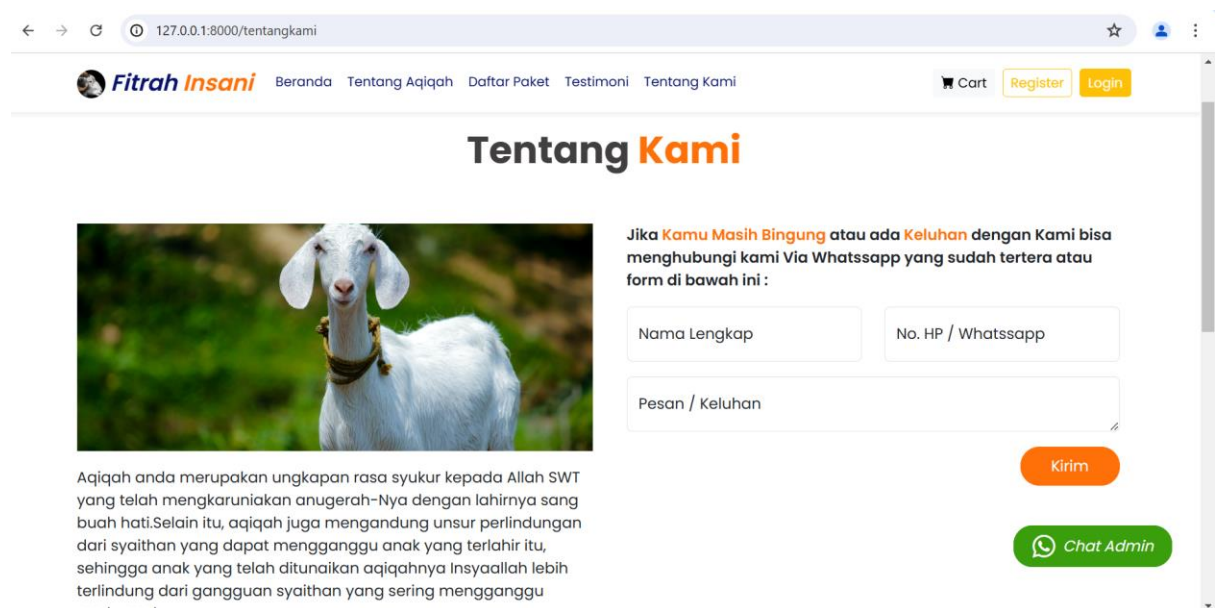 127.0.0.1:8000/tentangkami
Fitrah Insani Beranda Tentang Aqiqah Daftar Paket Testimoni Tentang Kami Cart Register Login
Tentang Kami
Jika Kamu Masih Bingung atau ada Keluhan dengan Kami bisa
menghubungi kami Via Whatssapp yang sudah tertera atau
form di bawah ini :
Nama Lengkap
No. HP / Whatssapp
Pesan / Keluhan
Kirim
Aqiqah anda merupakan ungkapan rasa syukur kepada Allah SWT
yang telah mengkaruniakan anugerah-Nya dengan lahirnya sang
buah hati.Selain itu, aqiqah juga mengandung unsur perlindungan
dari syaithan yang dapat mengganggu anak yang terlahir itu,
sehingga anak yang telah ditunaikan aqiqahnya Insyaallah lebih
terlindung dari gangguan syaithan yang sering mengganggu
Chat Admin